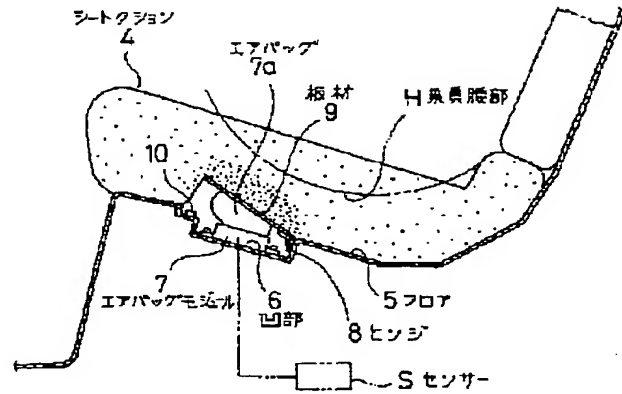 シートクション
4
エアバッグ
7a
板材
9
H 乗員腰部
10
7
エアバッグモジュール
6
凹部
8 ヒンジ
5 フロア
S センサー